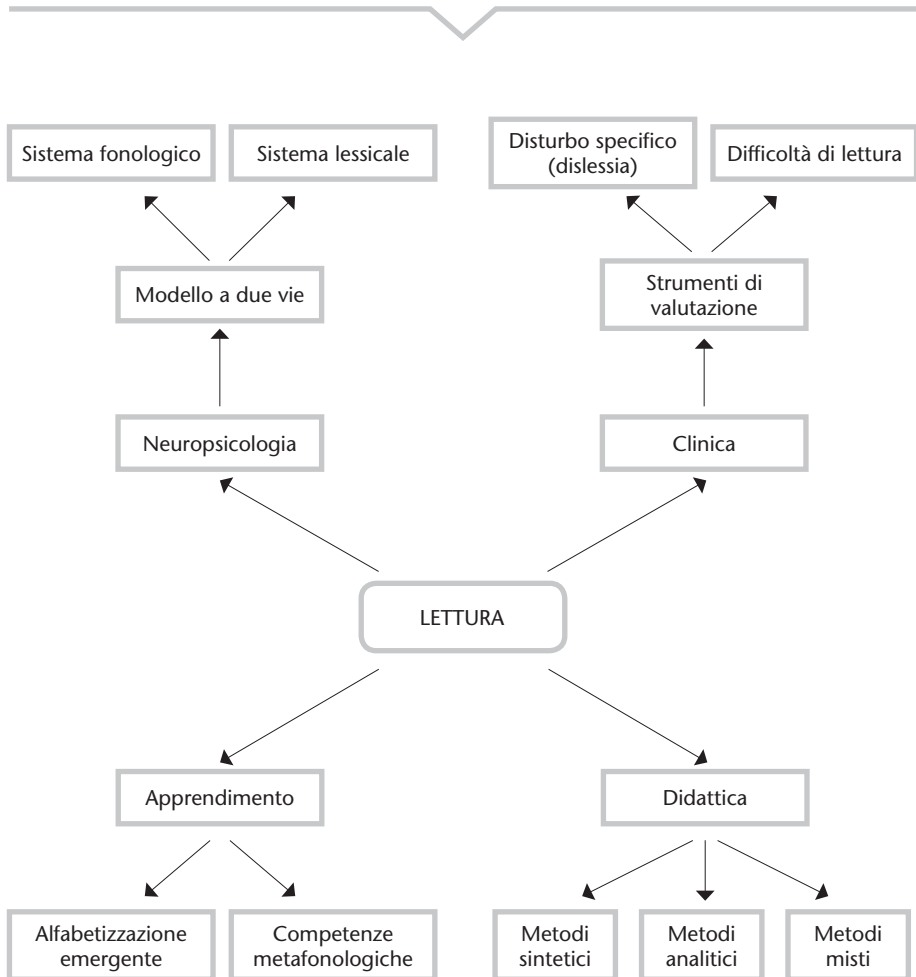 Sistema fonologico
Sistema lessicale
Disturbo specifico
(dislessia)
Difficoltà di lettura
Modello a due vie
Strumenti di
valutazione
Neuropsicologia
Clinica
LETTURA
Apprendimento
Didattica
Alfabetizzazione
emergente
Competenze
metafonologiche
Metodi
sintetici
Metodi
analitici
Metodi
misti